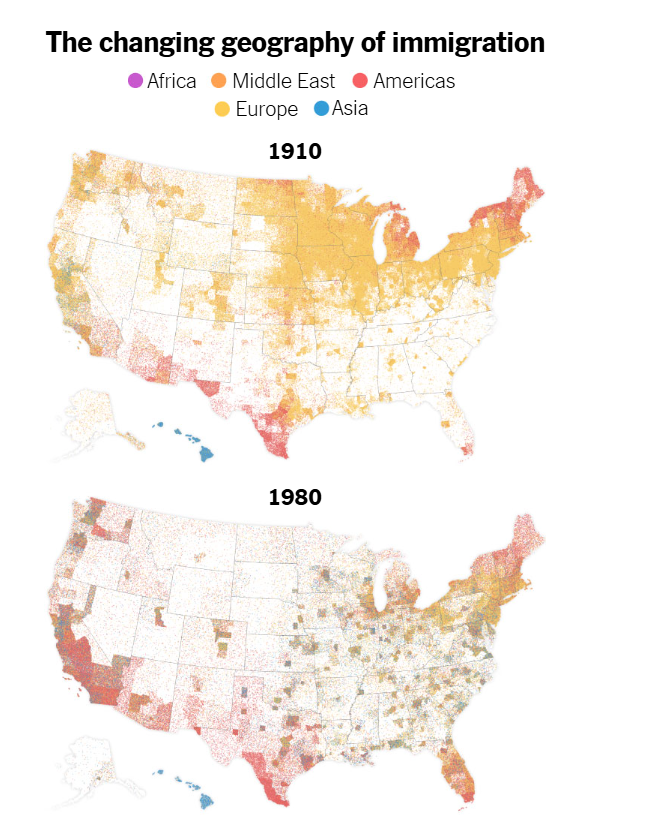 The changing geography of immigration
Africa Middle East Americas
Europe Asia
1910
1980